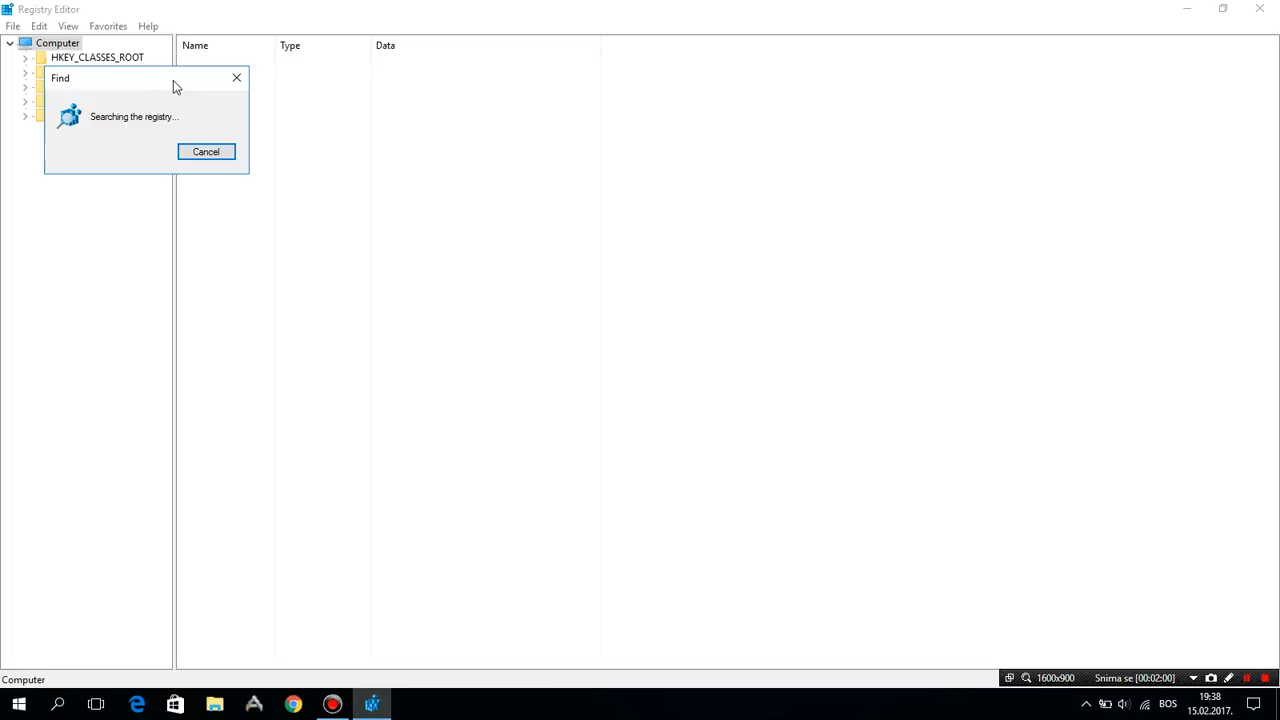 Registry Editor
File Edit View Favorites Help
Computer
Name Type Data
HKEY_CLASSES_ROOT
Find
Searching the registry...
Cancel
Computer
1600x900 Snima se [00:02:00]
BOS
19:38
15.02.2017.